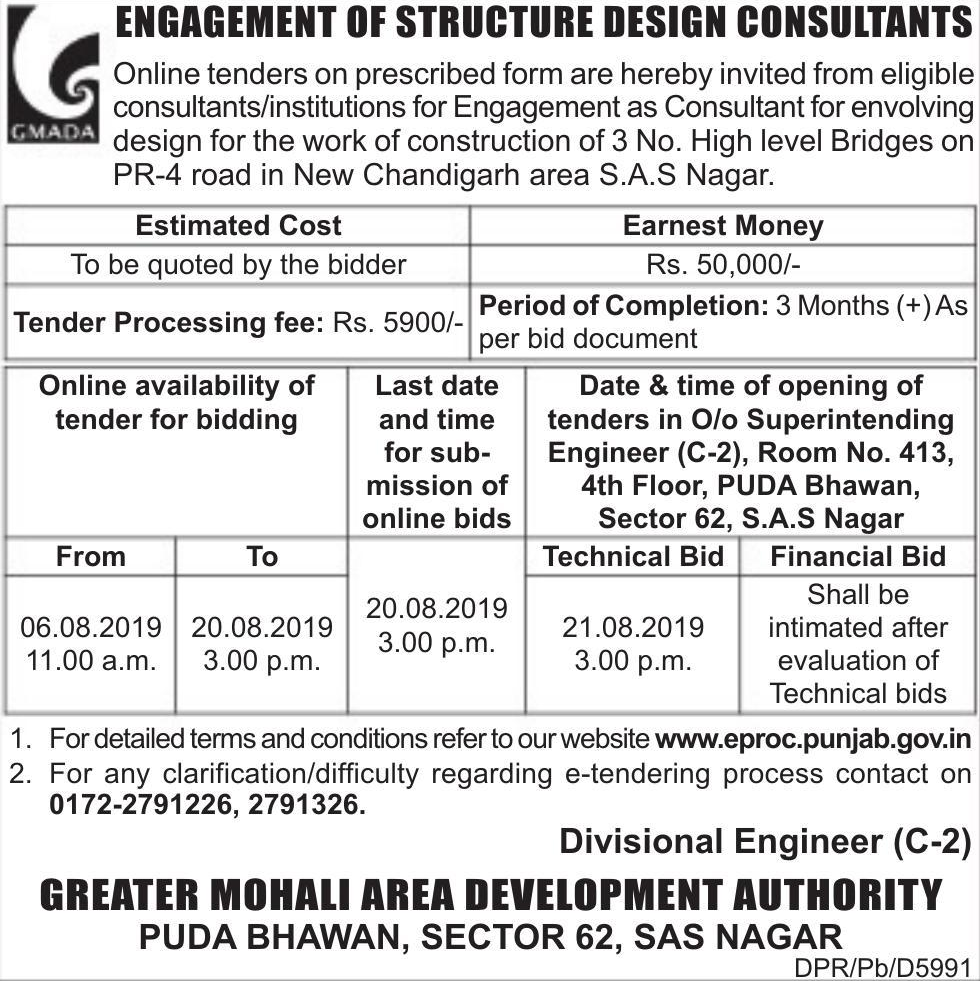 ENGAGEMENT OF STRUCTURE DESIGN CONSULTANTS
GMADA
Online tenders on prescribed form are hereby invited from eligible
consultants/institutions for Engagement as Consultant for envolving
design for the work of construction of 3 No. High level Bridges on
PR-4 road in New Chandigarh area S.A.S Nagar.
Estimated Cost
Earnest Money
To be quoted by the bidder
Rs. 50,000/-
Tender Processing fee: Rs. 5900/-
Period of Completion: 3 Months (+) As
per bid document
Online availability of
tender for bidding
Last date
and time
for sub-
mission of
online bids
Date & time of opening of
tenders in O/o Superintending
Engineer (C-2), Room No. 413,
4th Floor, PUDA Bhawan,
Sector 62, S.A.S Nagar
From
To
Technical Bid
Financial Bid
06.08.2019
11.00 a.m.
20.08.2019
3.00 p.m.
20.08.2019
3.00 p.m.
21.08.2019
3.00 p.m.
Shall be
intimated after
evaluation of
Technical bids
1. For detailed terms and conditions refer to our website www.eproc.punjab.gov.in
2. For any clarification/difficulty regarding e-tendering process contact on
0172-2791226, 2791326.
Divisional Engineer (C-2)
GREATER MOHALI AREA DEVELOPMENT AUTHORITY
PUDA BHAWAN, SECTOR 62, SAS NAGAR
DPR/Pb/D5991